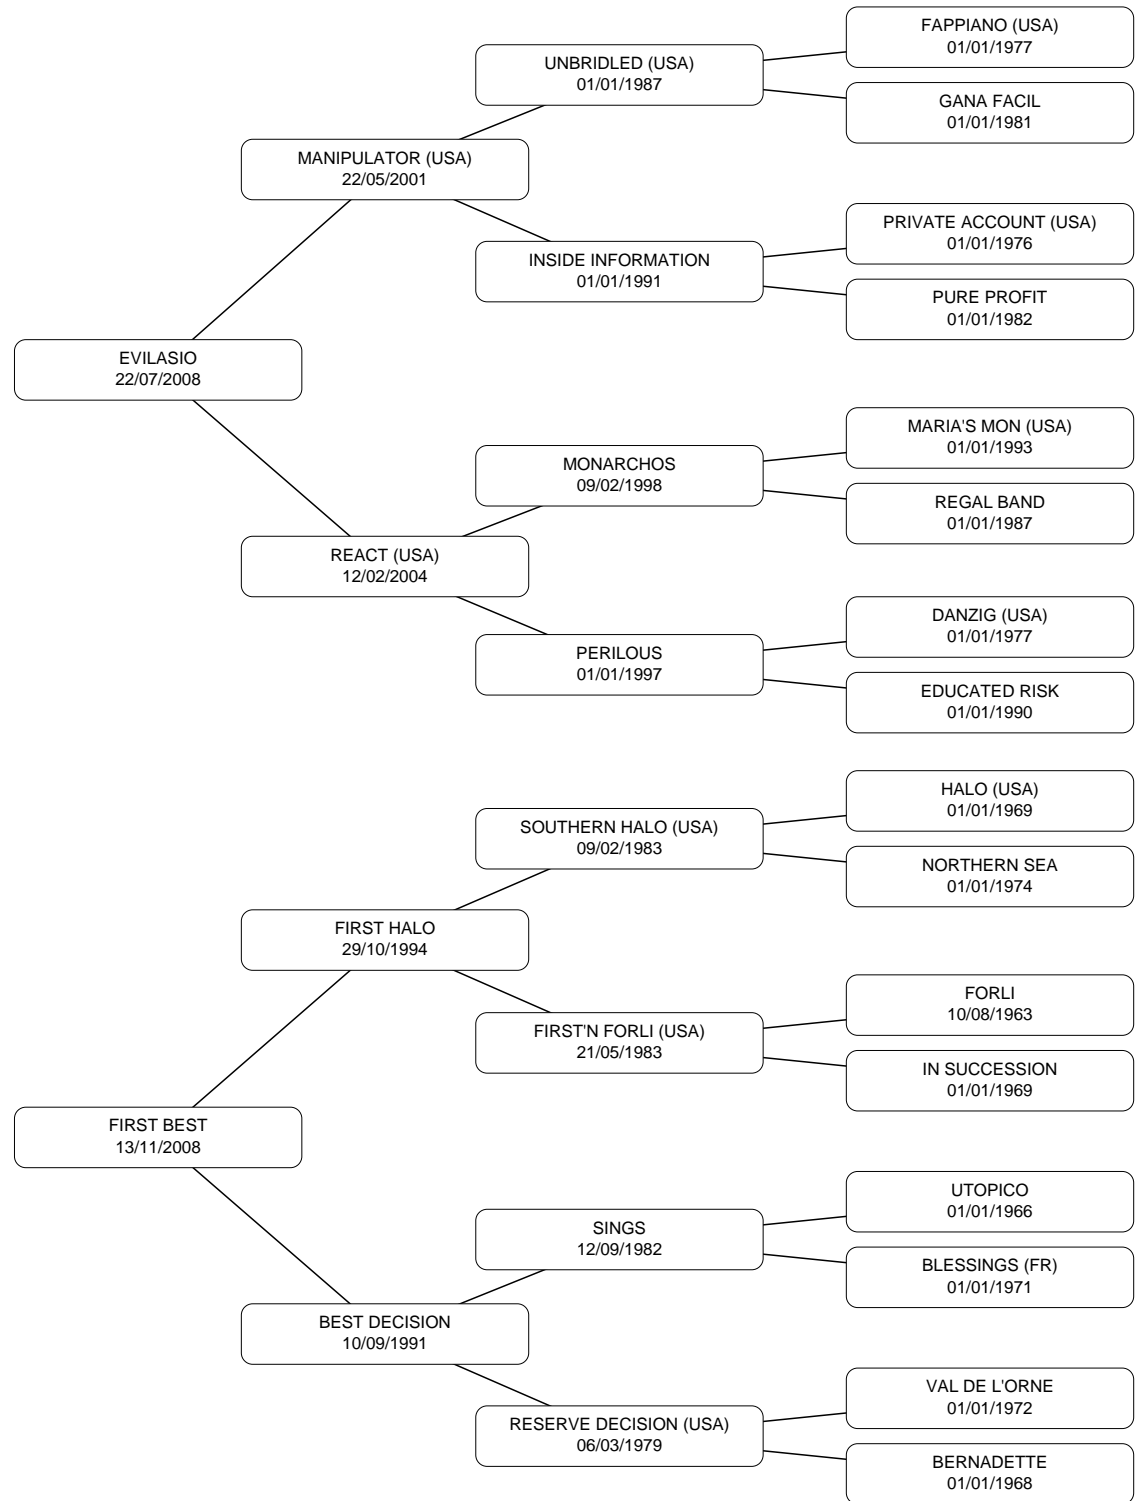 FAPPIANO (USA)
01/01/1977
UNBRIDLED (USA)
01/01/1987
GANA FACIL
01/01/1981
MANIPULATOR (USA)
22/05/2001
PRIVATE ACCOUNT (USA)
01/01/1976
INSIDE INFORMATION
01/01/1991
PURE PROFIT
01/01/1982
EVILASIO
22/07/2008
MARIA'S MON (USA)
01/01/1993
MONARCHOS
09/02/1998
REGAL BAND
01/01/1987
REACT (USA)
12/02/2004
DANZIG (USA)
01/01/1977
PERILOUS
01/01/1997
EDUCATED RISK
01/01/1990
HALO (USA)
01/01/1969
SOUTHERN HALO (USA)
09/02/1983
NORTHERN SEA
01/01/1974
FIRST HALO
29/10/1994
FORLI
10/08/1963
FIRST'N FORLI (USA)
21/05/1983
IN SUCCESSION
01/01/1969
FIRST BEST
13/11/2008
UTOPICO
01/01/1966
SINGS
12/09/1982
BLESSINGS (FR)
01/01/1971
BEST DECISION
10/09/1991
VAL DE L'ORNE
01/01/1972
RESERVE DECISION (USA)
06/03/1979
BERNADETTE
01/01/1968